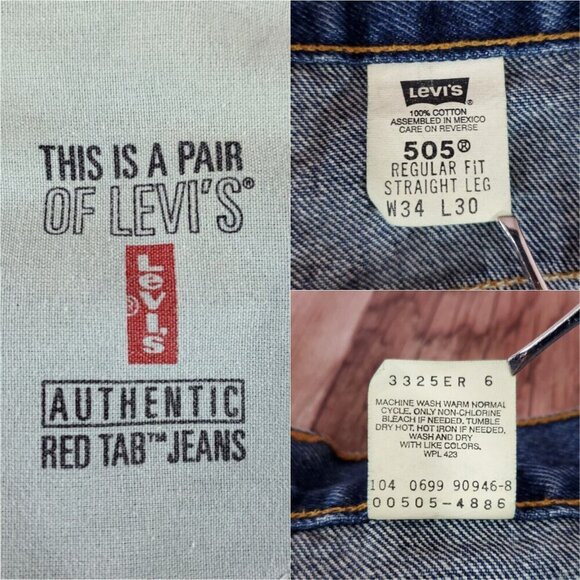 THIS IS A PAIR
OF LEVI'S®
Levi's
®
AUTHENTIC
RED TAB™ JEANS
Levi's®
100% COTTON
ASSEMBLED IN MEXICO
CARE ON REVERSE
505®
REGULAR FiT
STRAIGHT LEG
W34 L30
3325ER 6
MACHINE WASH WARM NORMAL
CYCLE. ONLY NON-CHLORINE
BLEACH IF NEEDED. TUMBLE
DRY HOT. HOT IRON IF NEEDED.
WASH AND DRY
WITH LIKE COLORS.
WPL 423
104 0699 90946-8
00505-4886